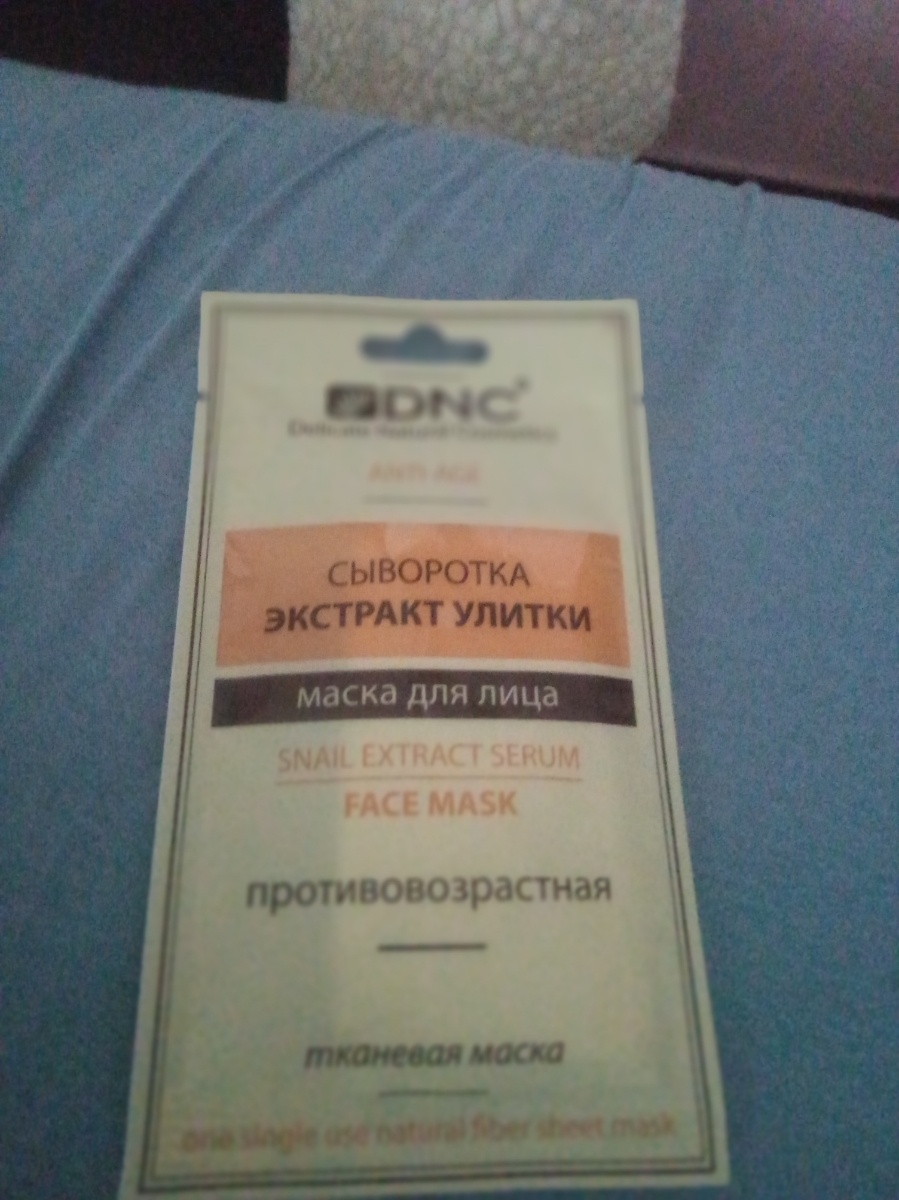 DNC
Delicate Natural Cosmetics
ANTI AGE
СЫВОРОТКА
ЭКСТРАКТ УЛИТКИ
маска для лица
SNAIL EXTRACT SERUM
FACE MASK
противовозрастная
тканевая маска
one single use natural fiber sheet mask